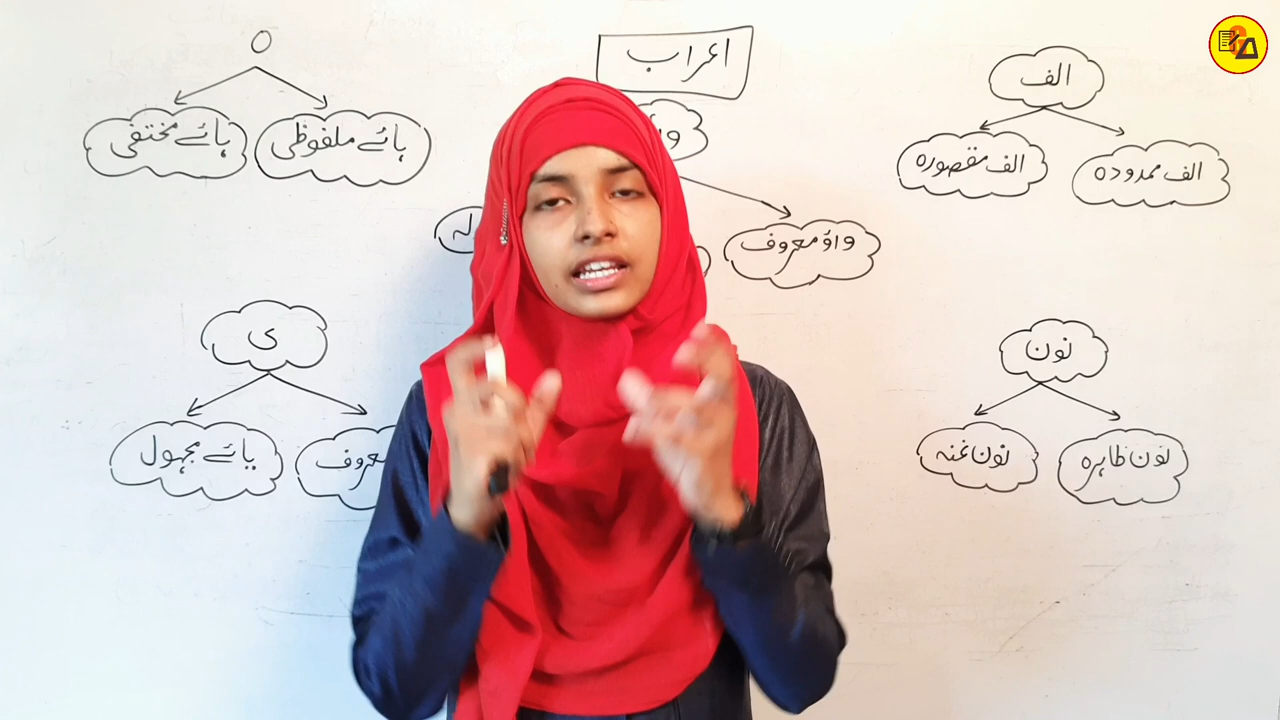 اعراب
الف
الف ممدودہ
الف مقصورہ
واؤ معروف
ہ
ہائے ملفوظی
ہائے مختفی
نون
نون ظاہرہ
نون غنہ
ی
معروف
یائے مجہول